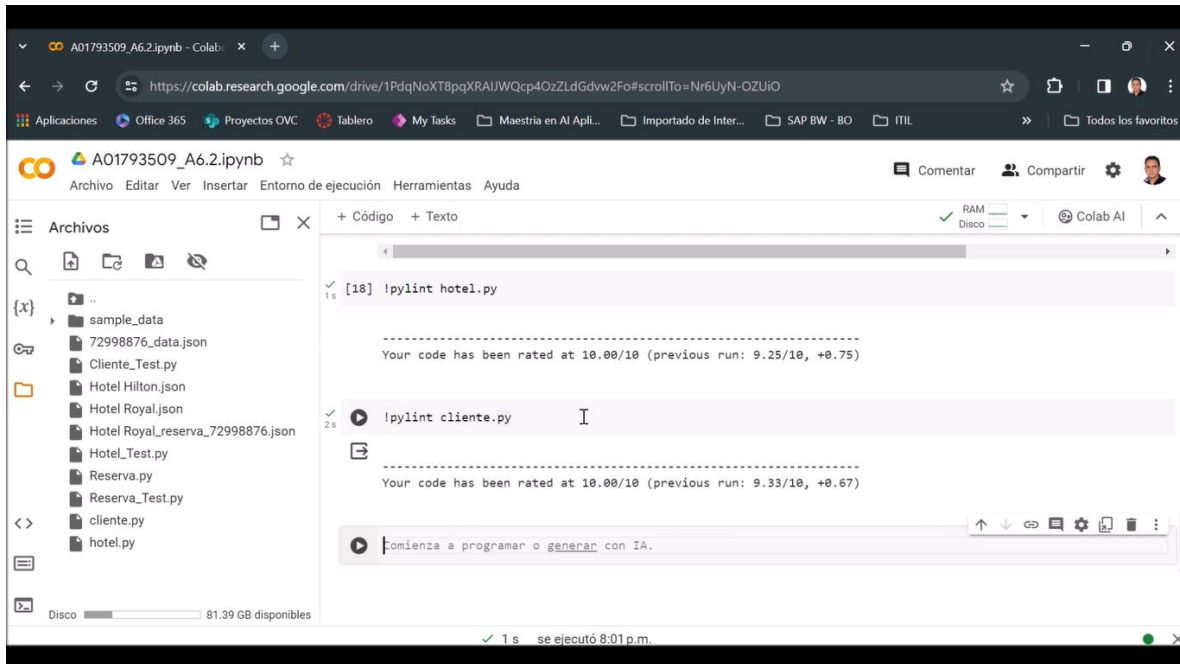 A01793509_A6.2.ipynb - Colab
https://colab.research.google.com/drive/1PdqNoXT8pqXRAIJWQcp4OzZLdGdvw2Fo#scrollTo=Nr6UyN-OZUiO
Aplicaciones Office 365 Proyectos OVC Tablero My Tasks Maestria en AI Apli... Importado de Inter... SAP BW - BO ITIL » Todos los favoritos
CO A01793509_A6.2.ipynb
Comentar Compartir
Archivo Editar Ver Insertar Entorno de ejecución Herramientas Ayuda
Archivos
+ Código + Texto
RAM
Disco
Colab AI
{x}
..
sample_data
72998876_data.json
Cliente_Test.py
Hotel Hilton.json
Hotel Royal.json
Hotel Royal_reserva_72998876.json
Hotel_Test.py
Reserva.py
Reserva_Test.py
cliente.py
hotel.py
Disco 81.39 GB disponibles
1 s [18] !pylint hotel.py
--------------------------------------------------------------------
Your code has been rated at 10.00/10 (previous run: 9.25/10, +0.75)
2 s !pylint cliente.py
--------------------------------------------------------------------
Your code has been rated at 10.00/10 (previous run: 9.33/10, +0.67)
Comienza a programar o generar con IA.
1 s se ejecutó 8:01 p.m.